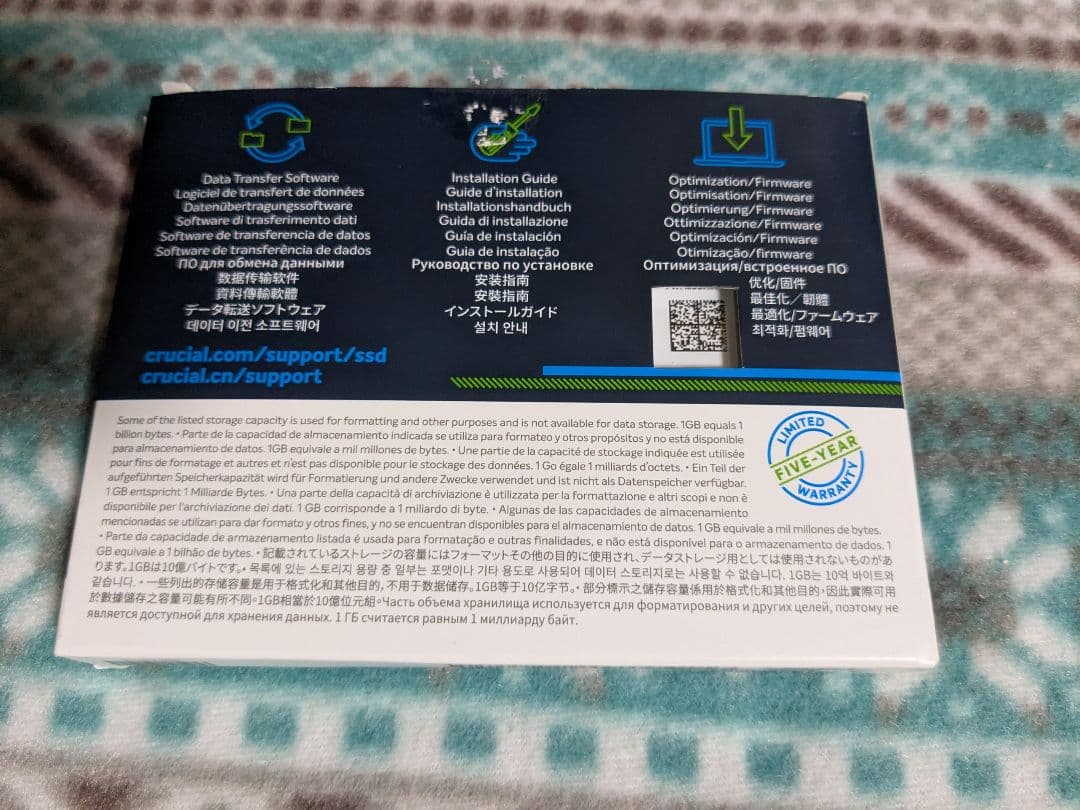 Data Transfer Software
Logiciel de transfert de données
Datenübertragungssoftware
Software di trasferimento dati
Software de transferencia de datos
Software de transferência de dados
ПО для обмена данными
数据传输软件
資料傳輸軟體
データ転送ソフトウェア
데이터 이전 소프트웨어
crucial.com/support/ssd
crucial.cn/support
Installation Guide
Guide d'installation
Installationshandbuch
Guida di installazione
Guía de instalación
Guia de instalação
Руководство по установке
安装指南
安裝指南
インストールガイド
설치 안내
Optimization/Firmware
Optimisation/Firmware
Optimierung/Firmware
Ottimizzazione/Firmware
Optimización/Firmware
Otimização/firmware
Оптимизация/встроенное ПО
优化/固件
最佳化／韌體
最適化/ファームウェア
최적화/펌웨어
Some of the listed storage capacity is used for formatting and other purposes and is not available for data storage. 1GB equals 1
billion bytes. • Parte de la capacidad de almacenamiento indicada se utiliza para formateo y otros propósitos y no está disponible
para almacenamiento de datos. 1GB equivale a mil millones de bytes. • Une partie de la capacité de stockage indiquée est utilisée
pour fins de formatage et autres et n'est pas disponible pour le stockage des données. 1 Go égale 1 milliards d'octets. • Ein Teil der
aufgeführten Speicherkapazität wird für Formatierung und andere Zwecke verwendet und ist nicht als Datenspeicher verfügbar.
1 GB entspricht 1 Milliarde Bytes. • Una parte della capacità di archiviazione è utilizzata per la formattazione e altri scopi e non è
disponibile per l'archiviazione dei dati. 1 GB corrisponde a 1 miliardo di byte. • Algunas de las capacidades de almacenamiento
mencionadas se utilizan para dar formato y otros fines, y no se encuentran disponibles para el almacenamiento de datos. 1 GB equivale a mil millones de bytes.
• Parte da capacidade de armazenamento listada é usada para formatação e outras finalidades, e não está disponível para o armazenamento de dados. 1
GB equivale a 1 bilhão de bytes. • 記載されているストレージの容量にはフォーマットその他の目的に使用され、データストレージ用としては使用されないものがあ
ります。1GBは10億バイトです。• 목록에 있는 스토리지 용량 중 일부는 포맷이나 기타 용도로 사용되어 데이터 스토리지로는 사용할 수 없습니다. 1GB는 10억 바이트와
같습니다. • 一些列出的存储容量是用于格式化和其他目的，不用于数据储存。1GB等于10亿字节。• 部分標示之儲存容量係用於格式化和其他目的，因此實際可用
於數據儲存之容量可能有所不同。1GB相當於10億位元組。•Часть объема хранилища используется для форматирования и других целей, поэтому не
является доступной для хранения данных. 1 ГБ считается равным 1 миллиарду байт.
LIMITED
FIVE-YEAR
WARRANTY